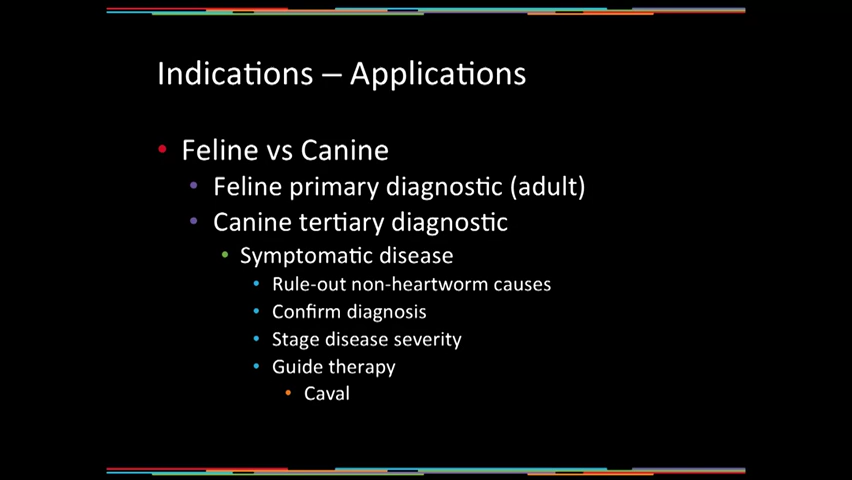 Indications – Applications
• Feline vs Canine
• Feline primary diagnostic (adult)
• Canine tertiary diagnostic
• Symptomatic disease
• Rule-out non-heartworm causes
• Confirm diagnosis
• Stage disease severity
• Guide therapy
• Caval